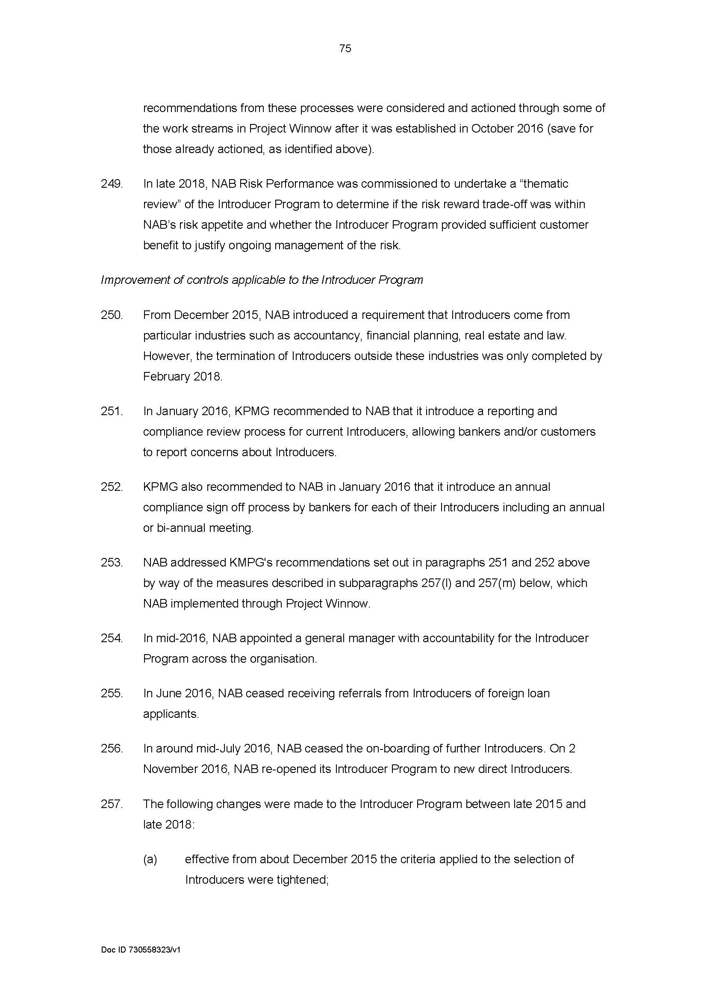 75
recommendations from these processes were considered and actioned through some of
the work streams in Project Winnow after it was established in October 2016 (save for
those already actioned, as identified above).
249. In late 2018, NAB Risk Performance was commissioned to undertake a “thematic
review” of the Introducer Program to determine if the risk reward trade-off was within
NAB’s risk appetite and whether the Introducer Program provided sufficient customer
benefit to justify ongoing management of the risk.
Improvement of controls applicable to the Introducer Program
250. From December 2015, NAB introduced a requirement that Introducers come from
particular industries such as accountancy, financial planning, real estate and law.
However, the termination of Introducers outside these industries was only completed by
February 2018.
251. In January 2016, KPMG recommended to NAB that it introduce a reporting and
compliance review process for current Introducers, allowing bankers and/or customers
to report concerns about Introducers.
252. KPMG also recommended to NAB in January 2016 that it introduce an annual
compliance sign off process by bankers for each of their Introducers including an annual
or bi-annual meeting.
253. NAB addressed KMPG's recommendations set out in paragraphs 251 and 252 above
by way of the measures described in subparagraphs 257(l) and 257(m) below, which
NAB implemented through Project Winnow.
254. In mid-2016, NAB appointed a general manager with accountability for the Introducer
Program across the organisation.
255. In June 2016, NAB ceased receiving referrals from Introducers of foreign loan
applicants.
256. In around mid-July 2016, NAB ceased the on-boarding of further Introducers. On 2
November 2016, NAB re-opened its Introducer Program to new direct Introducers.
257. The following changes were made to the Introducer Program between late 2015 and
late 2018:
(a) effective from about December 2015 the criteria applied to the selection of
Introducers were tightened;
Doc ID 730558323/v1